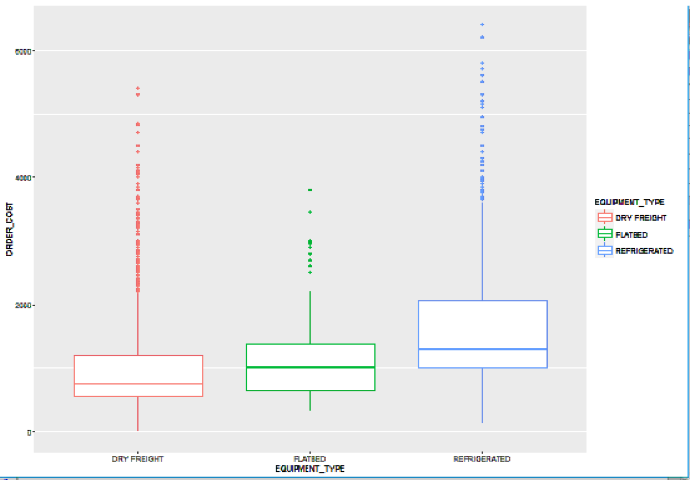 6000
4000
2000
0
ORDER_COST
DRY FREIGHT
FLATBED
REFRIGERATED
EQUIPMENT_TYPE
EQUIPMENT_TYPE
DRY FREIGHT
FLATBED
REFRIGERATED